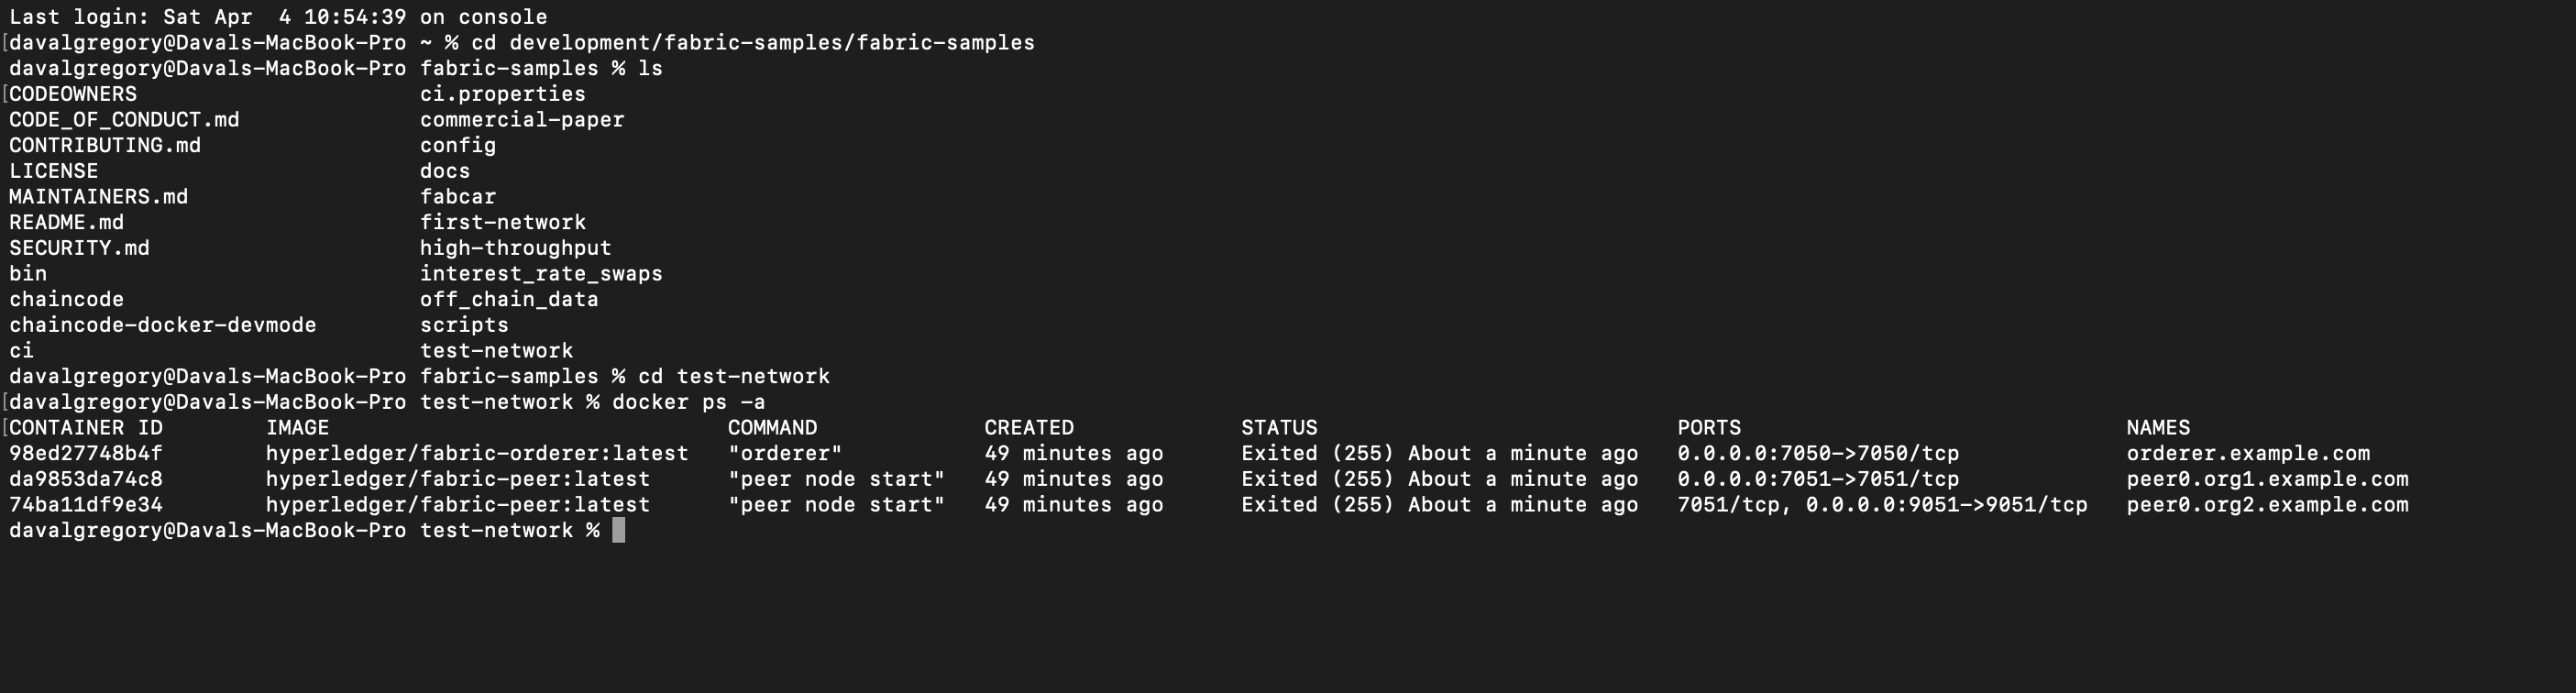 Last login: Sat Apr  4 10:54:39 on console
[davalgregory@Davals-MacBook-Pro ~ % cd development/fabric-samples/fabric-samples
davalgregory@Davals-MacBook-Pro fabric-samples % ls
[CODEOWNERS                      ci.properties
CODE_OF_CONDUCT.md              commercial-paper
CONTRIBUTING.md                 config
LICENSE                         docs
MAINTAINERS.md                  fabcar
README.md                       first-network
SECURITY.md                     high-throughput
bin                             interest_rate_swaps
chaincode                       off_chain_data
chaincode-docker-devmode        scripts
ci                              test-network
davalgregory@Davals-MacBook-Pro fabric-samples % cd test-network
[davalgregory@Davals-MacBook-Pro test-network % docker ps -a
[CONTAINER ID        IMAGE                               COMMAND             CREATED             STATUS                            PORTS                              NAMES
98ed27748b4f        hyperledger/fabric-orderer:latest   "orderer"           49 minutes ago      Exited (255) About a minute ago   0.0.0.0:7050->7050/tcp             orderer.example.com
da9853da74c8        hyperledger/fabric-peer:latest      "peer node start"   49 minutes ago      Exited (255) About a minute ago   0.0.0.0:7051->7051/tcp             peer0.org1.example.com
74ba11df9e34        hyperledger/fabric-peer:latest      "peer node start"   49 minutes ago      Exited (255) About a minute ago   7051/tcp, 0.0.0.0:9051->9051/tcp   peer0.org2.example.com
davalgregory@Davals-MacBook-Pro test-network %